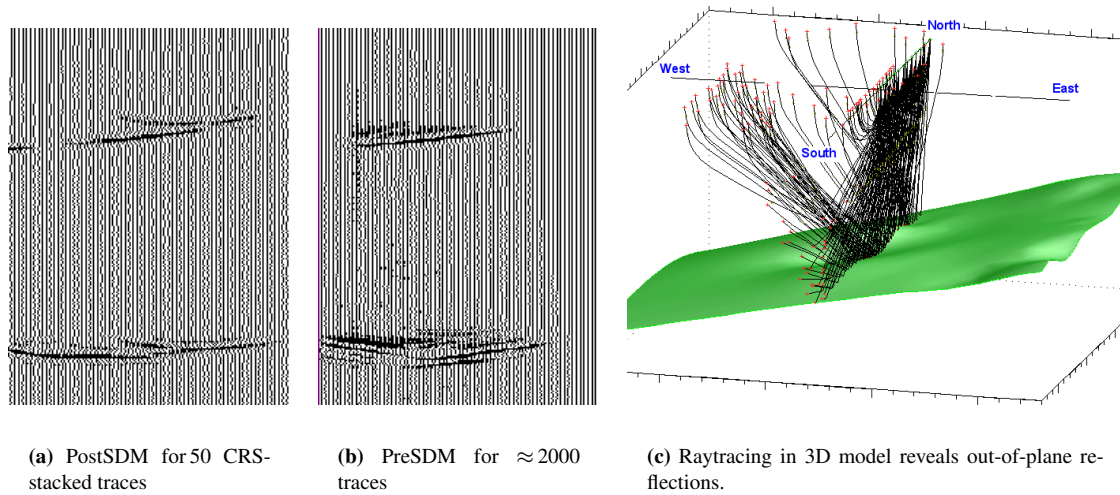 North
West
East
South
(a) PostSDM for 50 CRS-
stacked traces
(b) PreSDM for ≈ 2000
traces
(c) Raytracing in 3D model reveals out-of-plane re-
flections.